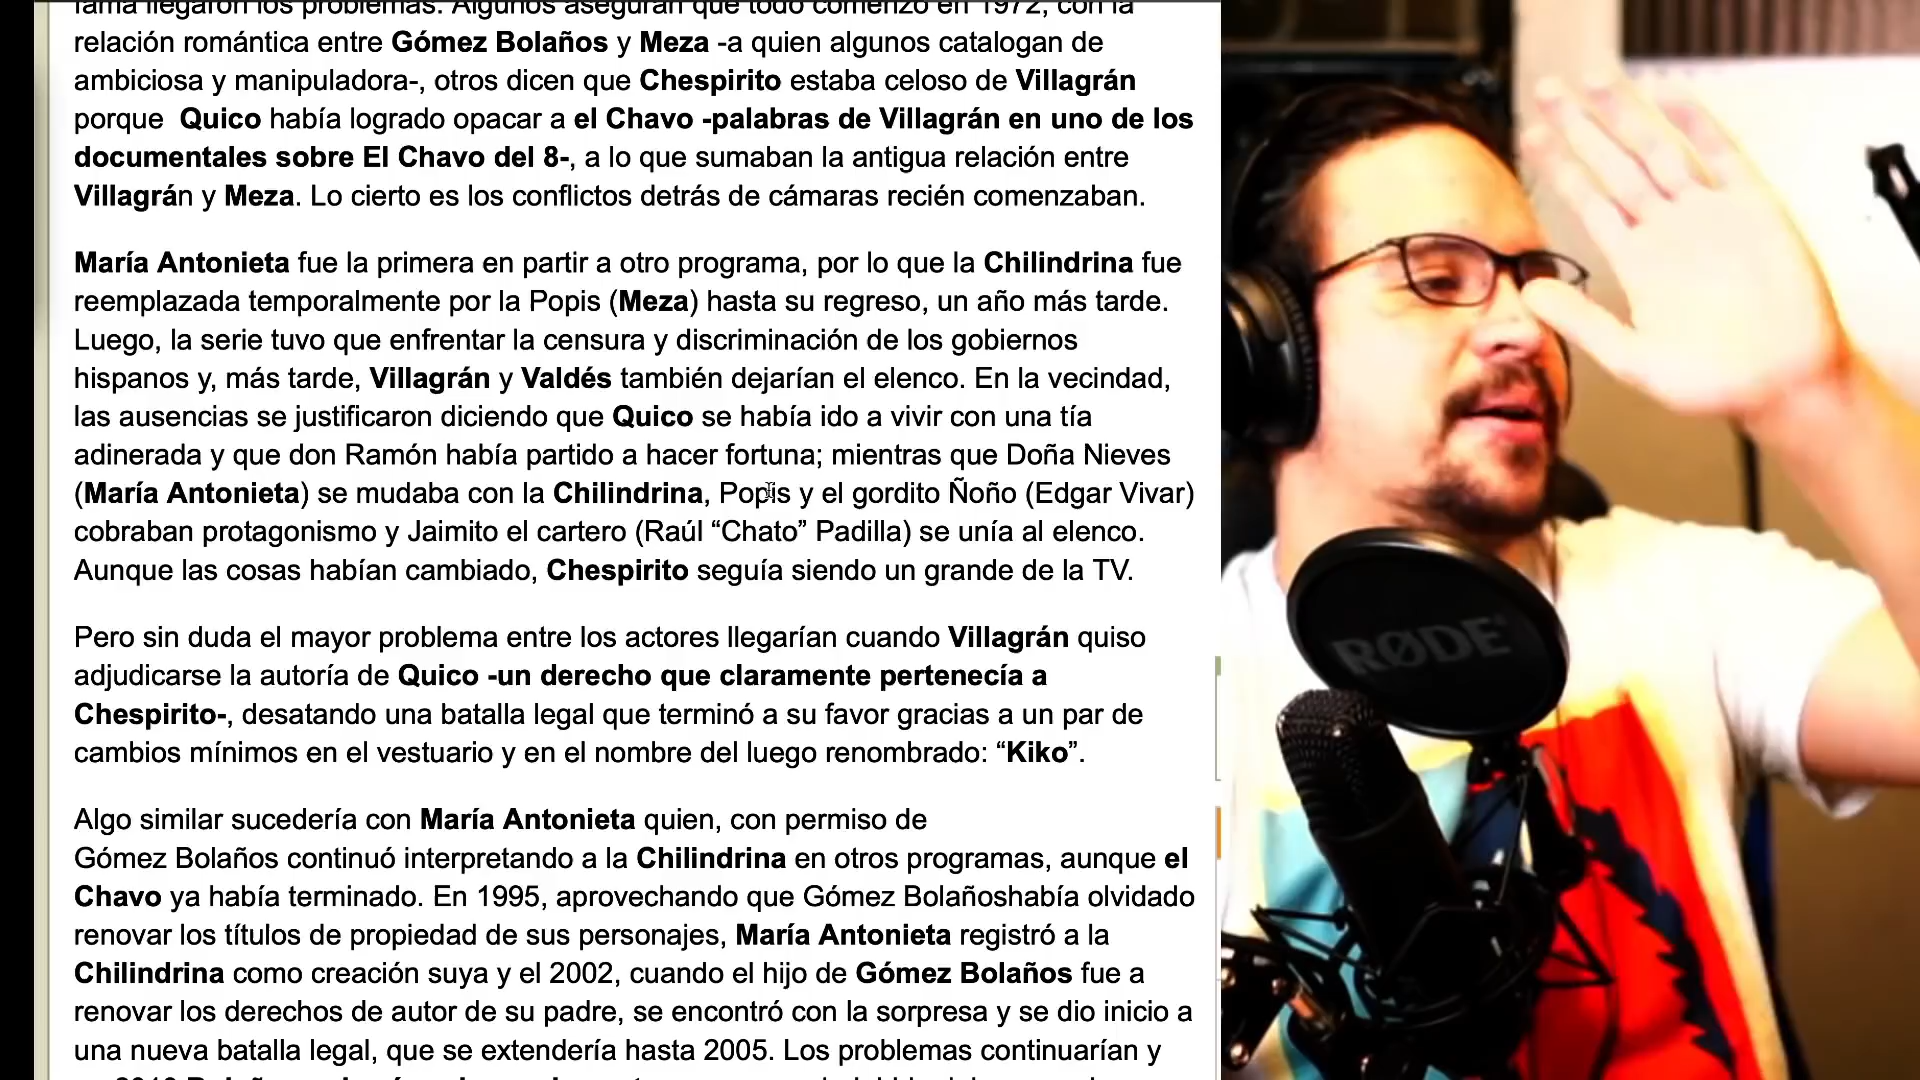 fama llegaron los problemas. Algunos aseguran que todo comenzó en 1972, con la
relación romántica entre Gómez Bolaños y Meza -a quien algunos catalogan de
ambiciosa y manipuladora-, otros dicen que Chespirito estaba celoso de Villagrán
porque Quico había logrado opacar a el Chavo -palabras de Villagrán en uno de los
documentales sobre El Chavo del 8-, a lo que sumaban la antigua relación entre
Villagrán y Meza. Lo cierto es los conflictos detrás de cámaras recién comenzaban.
María Antonieta fue la primera en partir a otro programa, por lo que la Chilindrina fue
reemplazada temporalmente por la Popis (Meza) hasta su regreso, un año más tarde.
Luego, la serie tuvo que enfrentar la censura y discriminación de los gobiernos
hispanos y, más tarde, Villagrán y Valdés también dejarían el elenco. En la vecindad,
las ausencias se justificaron diciendo que Quico se había ido a vivir con una tía
adinerada y que don Ramón había partido a hacer fortuna; mientras que Doña Nieves
(María Antonieta) se mudaba con la Chilindrina, Popis y el gordito Ñoño (Edgar Vivar)
cobraban protagonismo y Jaimito el cartero (Raúl “Chato” Padilla) se unía al elenco.
Aunque las cosas habían cambiado, Chespirito seguía siendo un grande de la TV.
Pero sin duda el mayor problema entre los actores llegarían cuando Villagrán quiso
adjudicarse la autoría de Quico -un derecho que claramente pertenecía a
Chespirito-, desatando una batalla legal que terminó a su favor gracias a un par de
cambios mínimos en el vestuario y en el nombre del luego renombrado: “Kiko”.
Algo similar sucedería con María Antonieta quien, con permiso de
Gómez Bolaños continuó interpretando a la Chilindrina en otros programas, aunque el
Chavo ya había terminado. En 1995, aprovechando que Gómez Bolañoshabía olvidado
renovar los títulos de propiedad de sus personajes, María Antonieta registró a la
Chilindrina como creación suya y el 2002, cuando el hijo de Gómez Bolaños fue a
renovar los derechos de autor de su padre, se encontró con la sorpresa y se dio inicio a
una nueva batalla legal, que se extendería hasta 2005. Los problemas continuarían y
RØDE